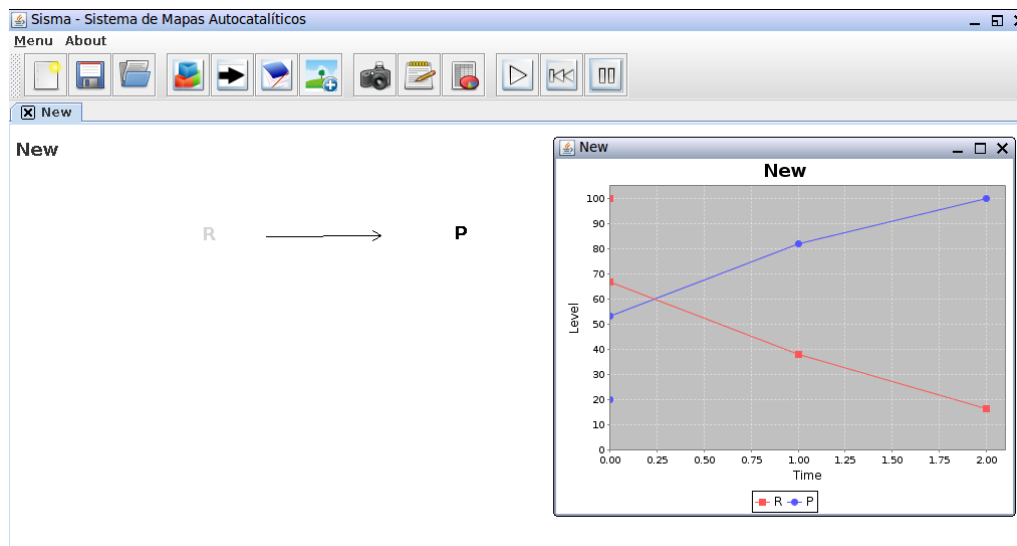 Sisma - Sistema de Mapas Autocatalíticos
Menu About
New
New
R P
New
New
100
90
80
70
60
50
40
30
20
10
0
Level
0.00 0.25 0.50 0.75 1.00 1.25 1.50 1.75 2.00
Time
R P